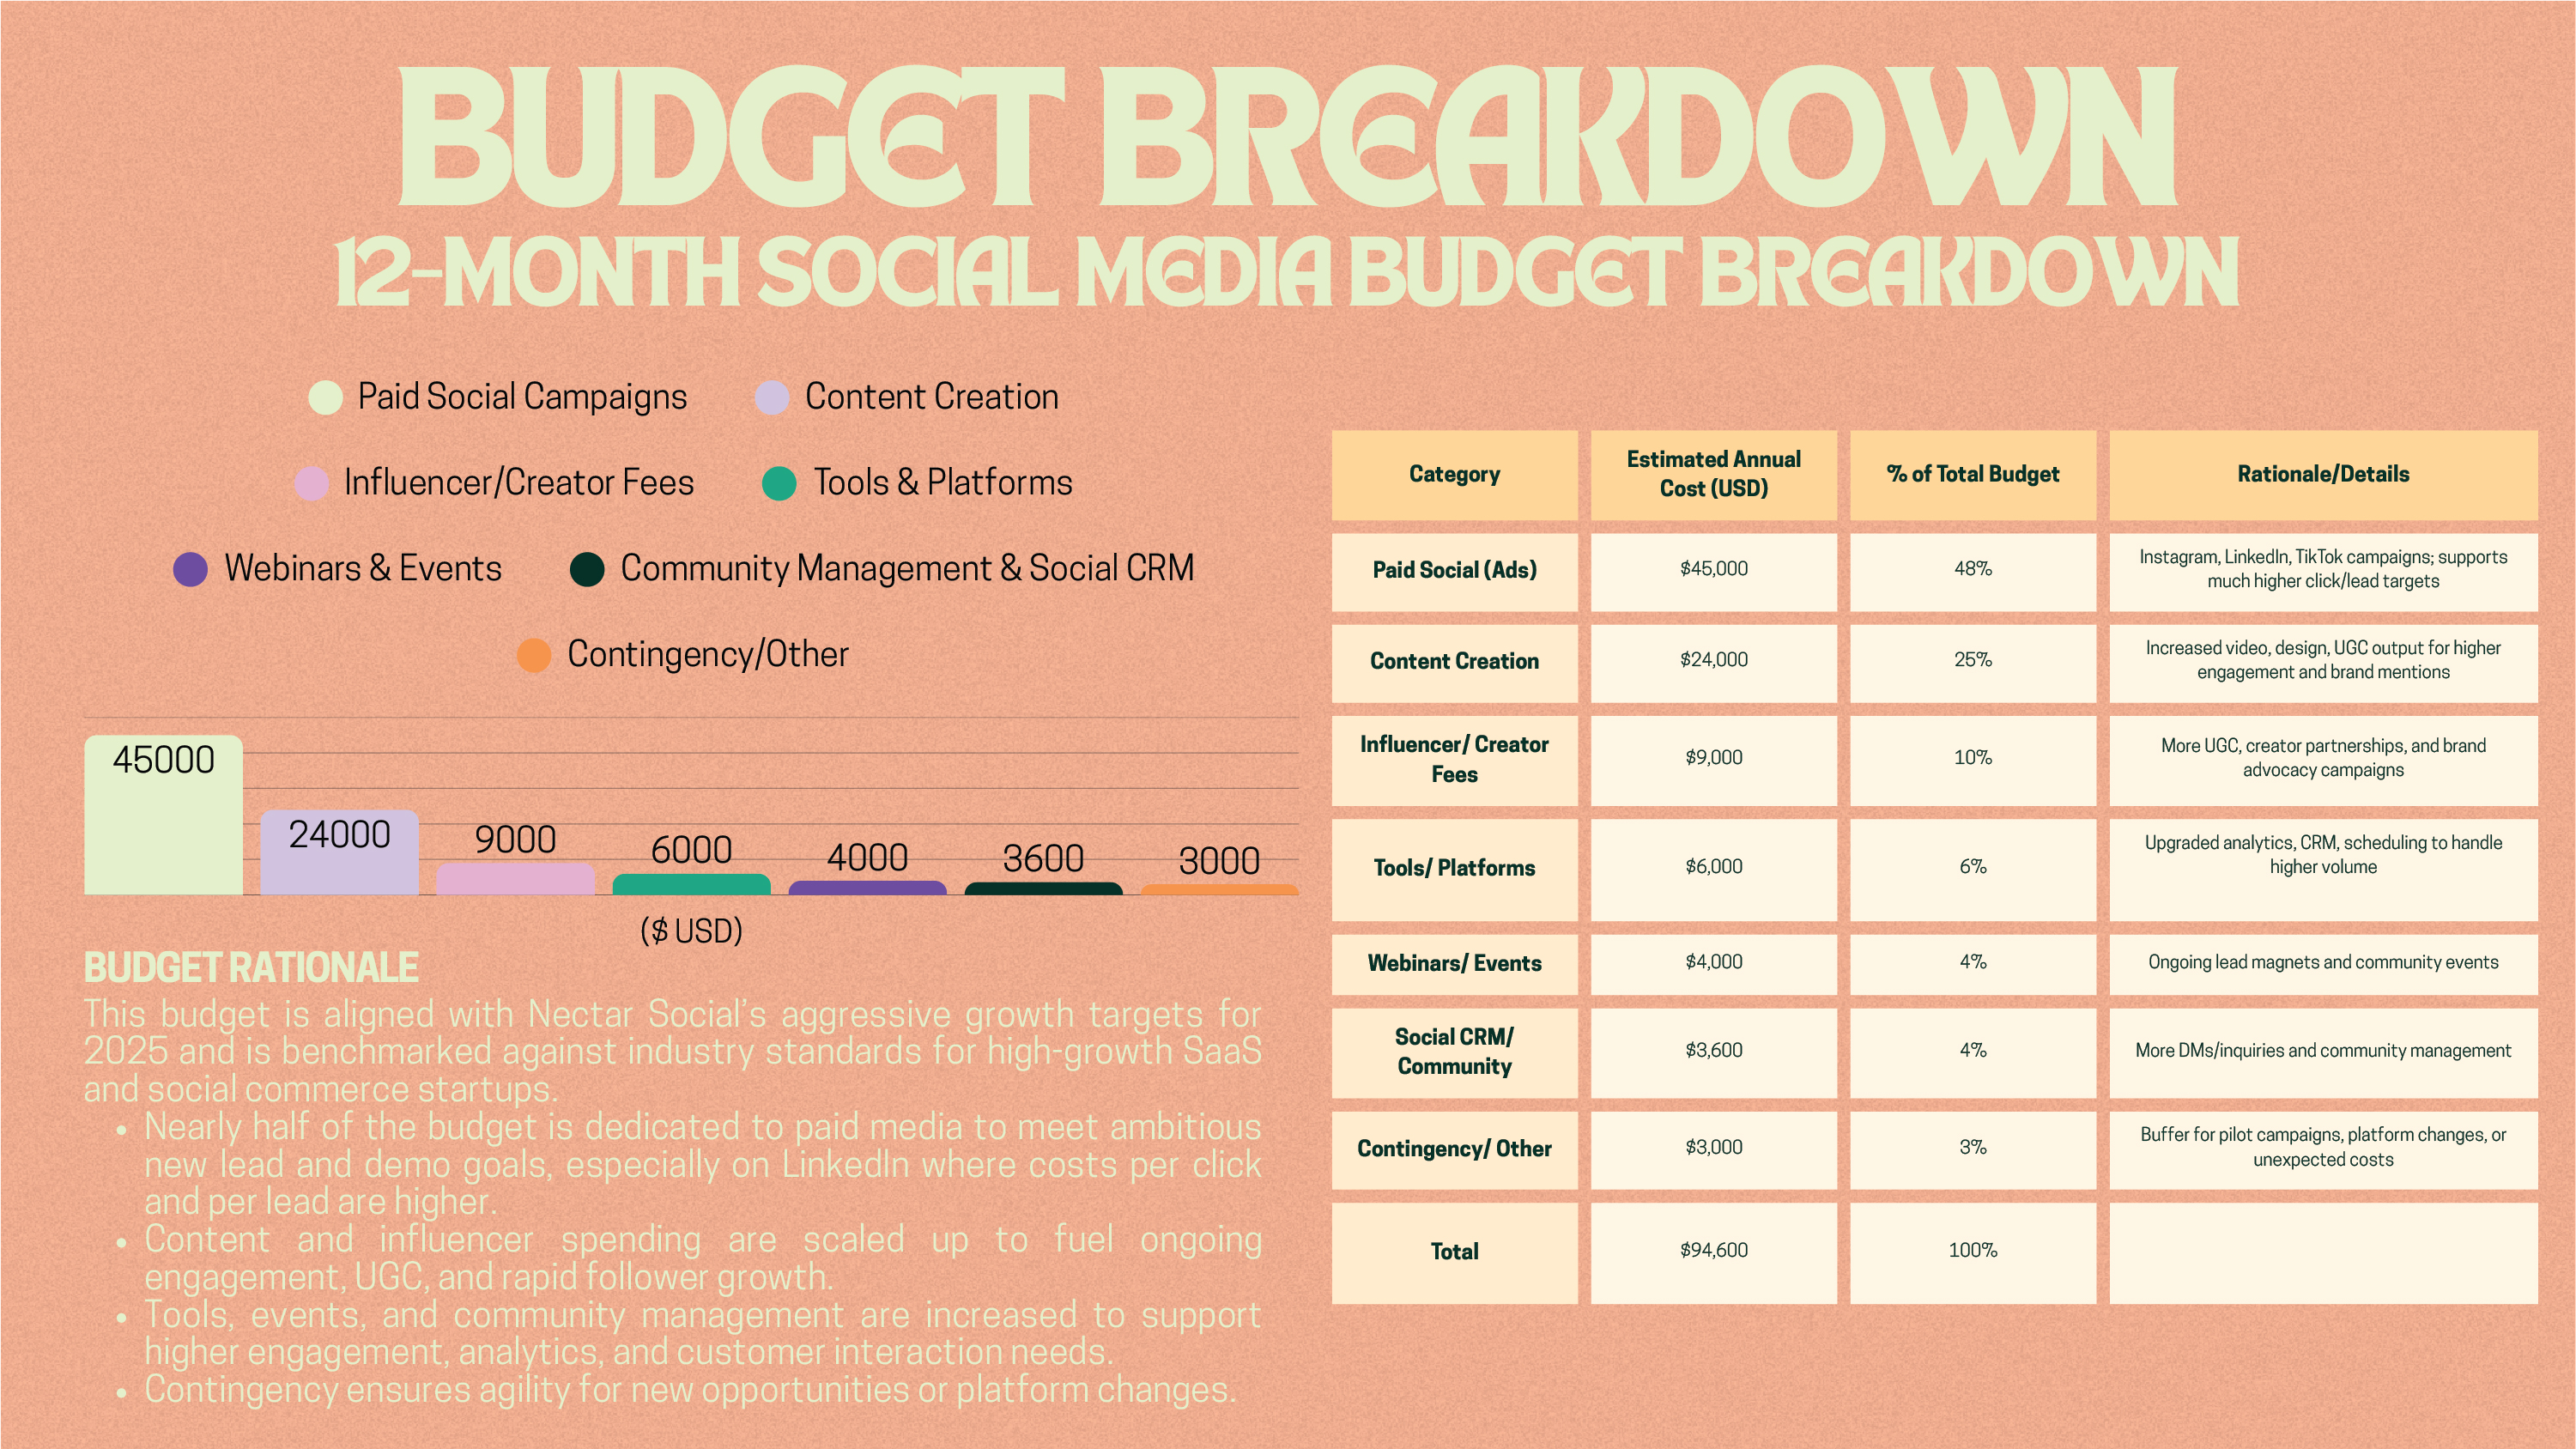 BUDGET BREAKDOWN
12-MONTH SOCIAL MEDIA BUDGET BREAKDOWN
Paid Social Campaigns
Content Creation
Influencer/Creator Fees
Tools & Platforms
Webinars & Events
Community Management & Social CRM
Contingency/Other
45000
24000
9000
6000
4000
3600
3000
($ USD)
BUDGET RATIONALE
This budget is aligned with Nectar Social’s aggressive growth targets for
2025 and is benchmarked against industry standards for high-growth SaaS
and social commerce startups.
• Nearly half of the budget is dedicated to paid media to meet ambitious
new lead and demo goals, especially on LinkedIn where costs per click
and per lead are higher.
• Content and influencer spending are scaled up to fuel ongoing
engagement, UGC, and rapid follower growth.
• Tools, events, and community management are increased to support
higher engagement, analytics, and customer interaction needs.
• Contingency ensures agility for new opportunities or platform changes.
Category
Estimated Annual
Cost (USD)
% of Total Budget
Rationale/Details
Paid Social (Ads)
$45,000
48%
Instagram, LinkedIn, TikTok campaigns; supports
much higher click/lead targets
Content Creation
$24,000
25%
Increased video, design, UGC output for higher
engagement and brand mentions
Influencer/ Creator
Fees
$9,000
10%
More UGC, creator partnerships, and brand
advocacy campaigns
Tools/ Platforms
$6,000
6%
Upgraded analytics, CRM, scheduling to handle
higher volume
Webinars/ Events
$4,000
4%
Ongoing lead magnets and community events
Social CRM/
Community
$3,600
4%
More DMs/inquiries and community management
Contingency/ Other
$3,000
3%
Buffer for pilot campaigns, platform changes, or
unexpected costs
Total
$94,600
100%